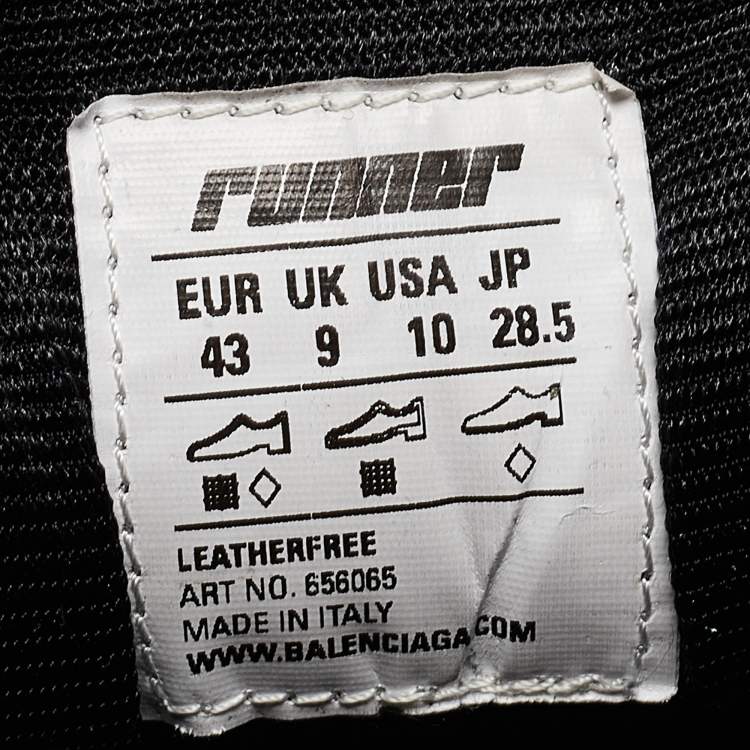 runner
EUR UK USA JP
43 9 10 28.5
LEATHERFREE
ART NO. 656065
MADE IN ITALY
WWW.BALENCIAGA.COM